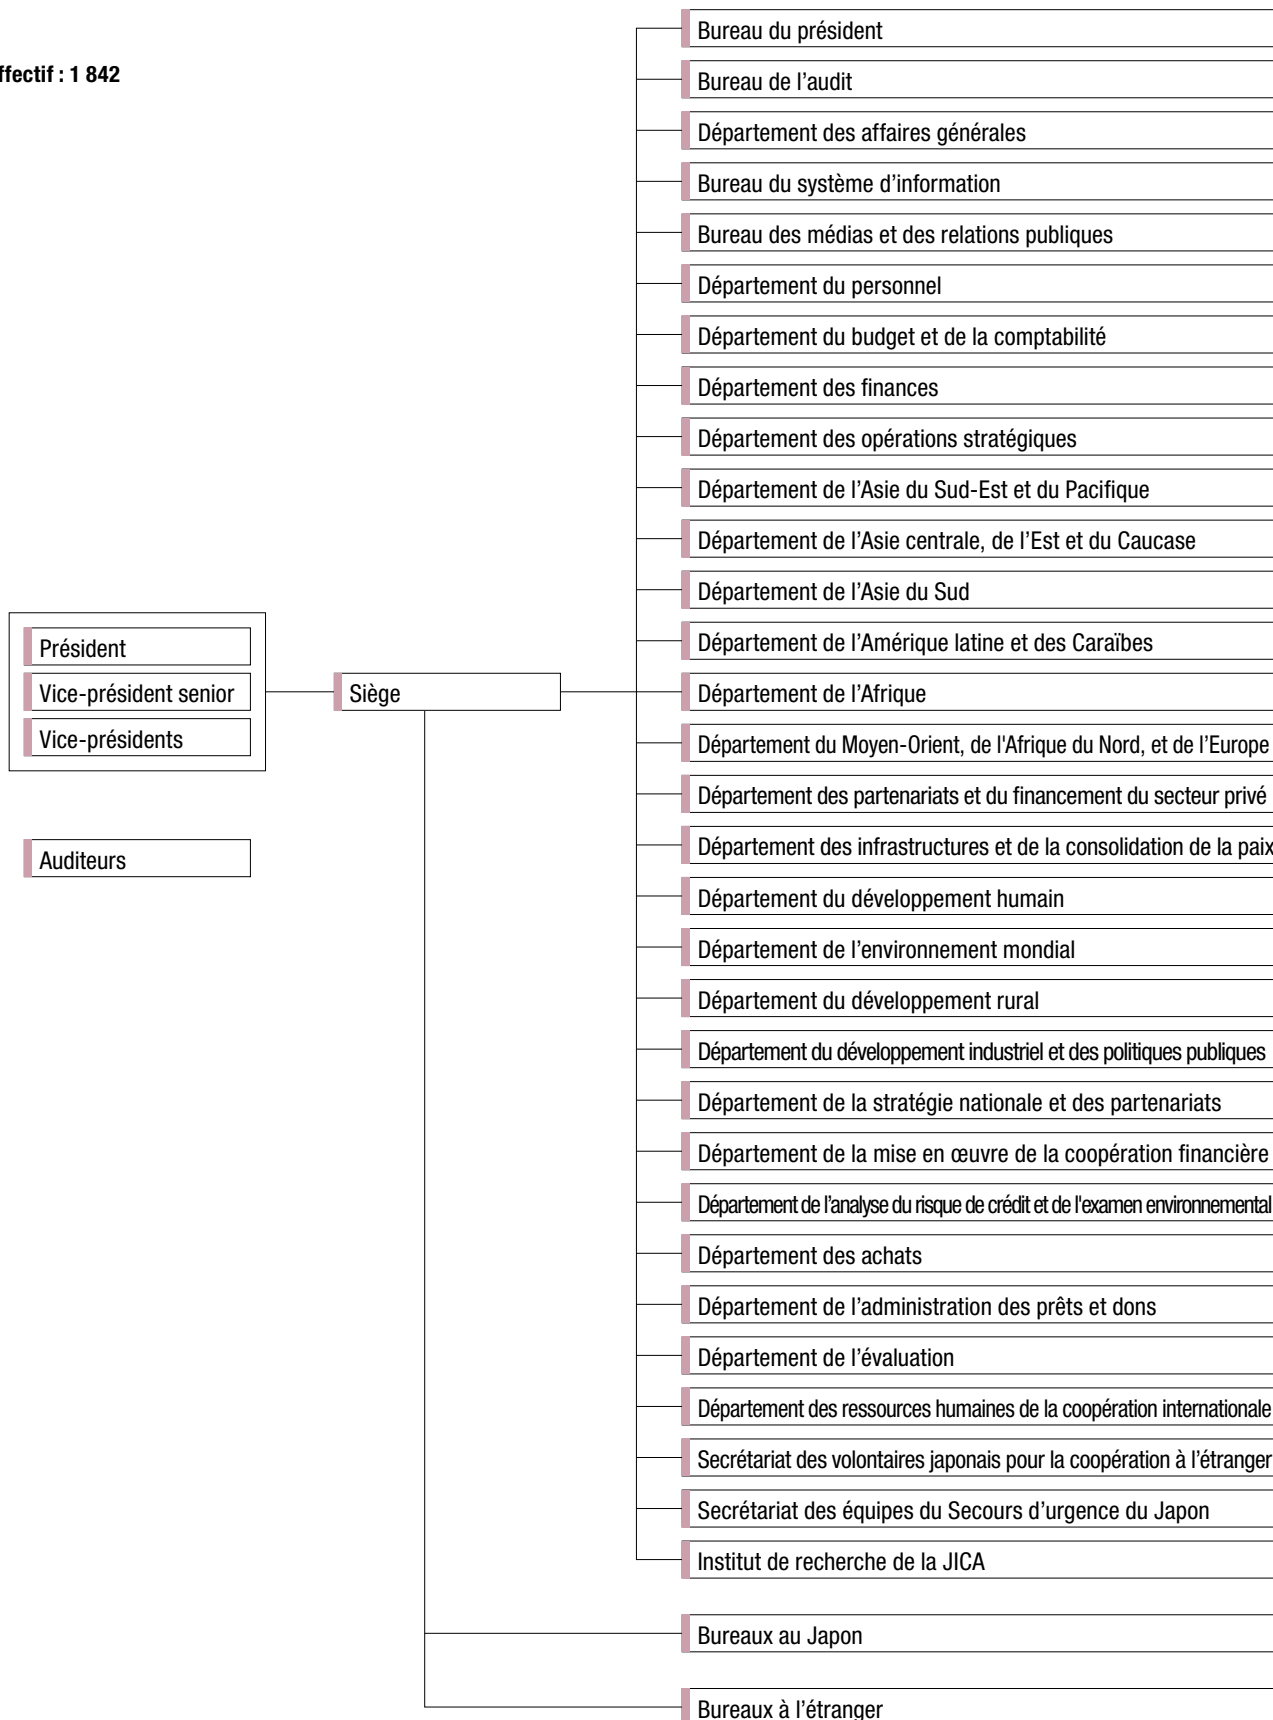 ffectif : 1 842
Bureau du président
Bureau de l’audit
Département des affaires générales
Bureau du système d’information
Bureau des médias et des relations publiques
Département du personnel
Département du budget et de la comptabilité
Département des finances
Département des opérations stratégiques
Département de l’Asie du Sud-Est et du Pacifique
Département de l’Asie centrale, de l’Est et du Caucase
Département de l’Asie du Sud
Département de l’Amérique latine et des Caraïbes
Président
Vice-président senior
Vice-présidents
Siège
Département de l’Afrique
Département du Moyen-Orient, de l'Afrique du Nord, et de l’Europe
Département des partenariats et du financement du secteur privé
Département des infrastructures et de la consolidation de la paix
Auditeurs
Département du développement humain
Département de l’environnement mondial
Département du développement rural
Département du développement industriel et des politiques publiques
Département de la stratégie nationale et des partenariats
Département de la mise en œuvre de la coopération financière
Département de l’analyse du risque de crédit et de l'examen environnemental
Département des achats
Département de l’administration des prêts et dons
Département de l’évaluation
Département des ressources humaines de la coopération internationale
Secrétariat des volontaires japonais pour la coopération à l’étranger
Secrétariat des équipes du Secours d’urgence du Japon
Institut de recherche de la JICA
Bureaux au Japon
Bureaux à l’étranger